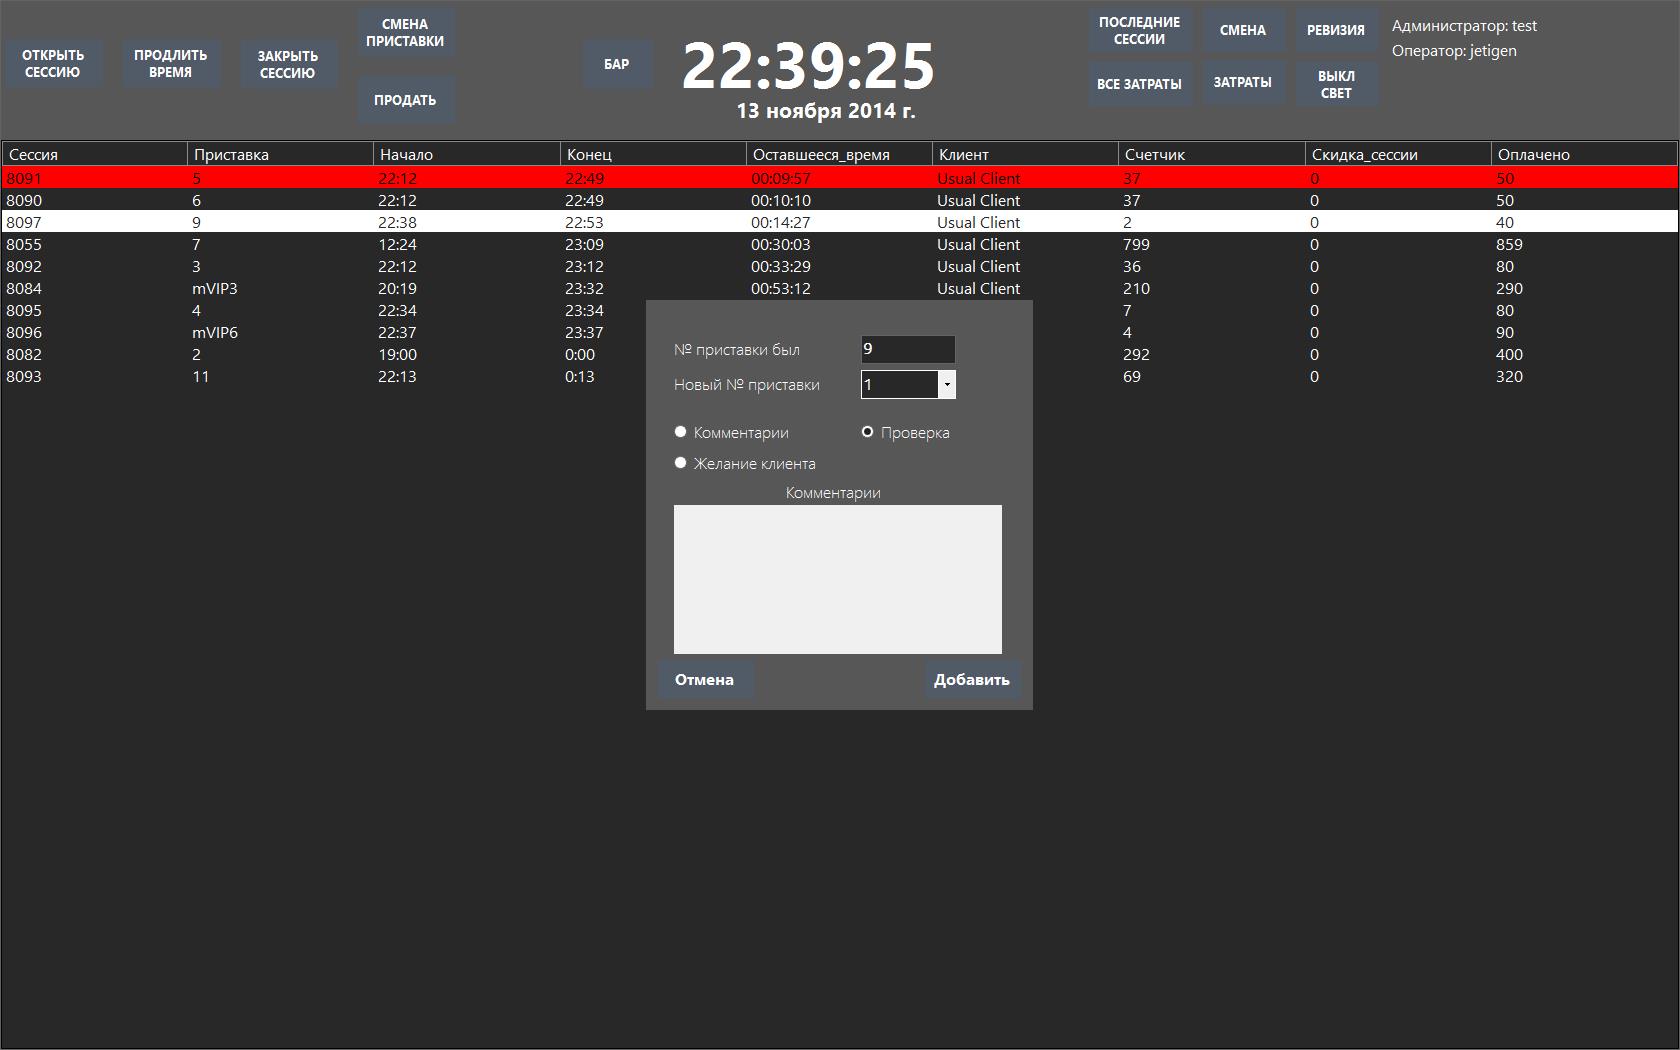 ОТКРЫТЬ
СЕССИЮ
ПРОДЛИТЬ
ВРЕМЯ
ЗАКРЫТЬ
СЕССИЮ
СМЕНА
ПРИСТАВКИ
ПРОДАТЬ
БАР
22:39:25
13 ноября 2014 г.
ПОСЛЕДНИЕ
СЕССИИ
СМЕНА
РЕВИЗИЯ
ВСЕ ЗАТРАТЫ
ЗАТРАТЫ
ВЫКЛ
СВЕТ
Администратор: test
Оператор: jetigen
Сессия Приставка Начало Конец Оставшееся_время Клиент Счетчик Скидка_сессии Оплачено
8091 5 22:12 22:49 00:09:57 Usual Client 37 0 50
8090 6 22:12 22:49 00:10:10 Usual Client 37 0 50
8097 9 22:38 22:53 00:14:27 Usual Client 2 0 40
8055 7 12:24 23:09 00:30:03 Usual Client 799 0 859
8092 3 22:12 23:12 00:33:29 Usual Client 36 0 80
8084 mVIP3 20:19 23:32 00:53:12 Usual Client 210 0 290
8095 4 22:34 23:34 7 0 80
8096 mVIP6 22:37 23:37 4 0 90
8082 2 19:00 0:00 292 0 400
8093 11 22:13 0:13 69 0 320
№ приставки был 9
Новый № приставки 1
Комментарии Проверка
Желание клиента
Комментарии
Отмена Добавить